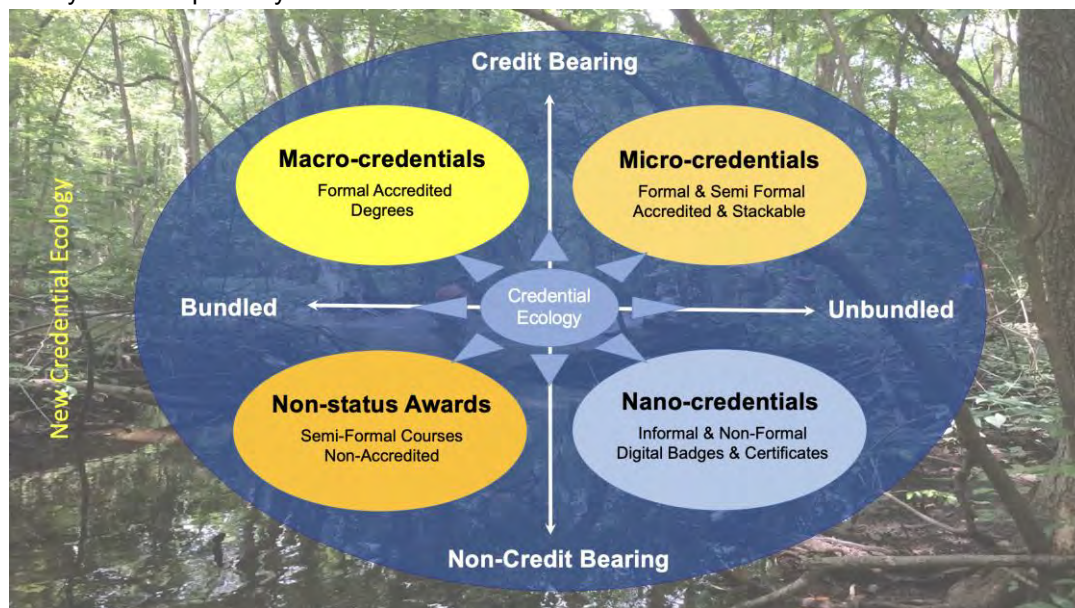 Credit Bearing
Macro-credentials
Formal Accredited
Degrees
Micro-credentials
Formal & Semi Formal
Accredited & Stackable
New Credential Ecology
Bundled
Credential
Ecology
Unbundled
Non-status Awards
Semi-Formal Courses
Non-Accredited
Nano-credentials
Informal & Non-Formal
Digital Badges & Certificates
Non-Credit Bearing